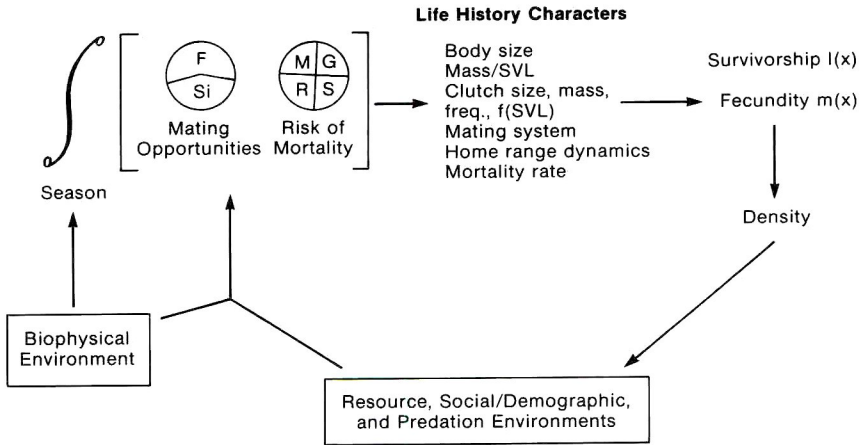 Life History Characters
F
Si
Mating
Opportunities
M G
R S
Risk of
Mortality
Season
Body size
Mass/SVL
Clutch size, mass,
freq., f(SVL)
Mating system
Home range dynamics
Mortality rate
Survivorship l(x)
Fecundity m(x)
Density
Biophysical
Environment
Resource, Social/Demographic,
and Predation Environments